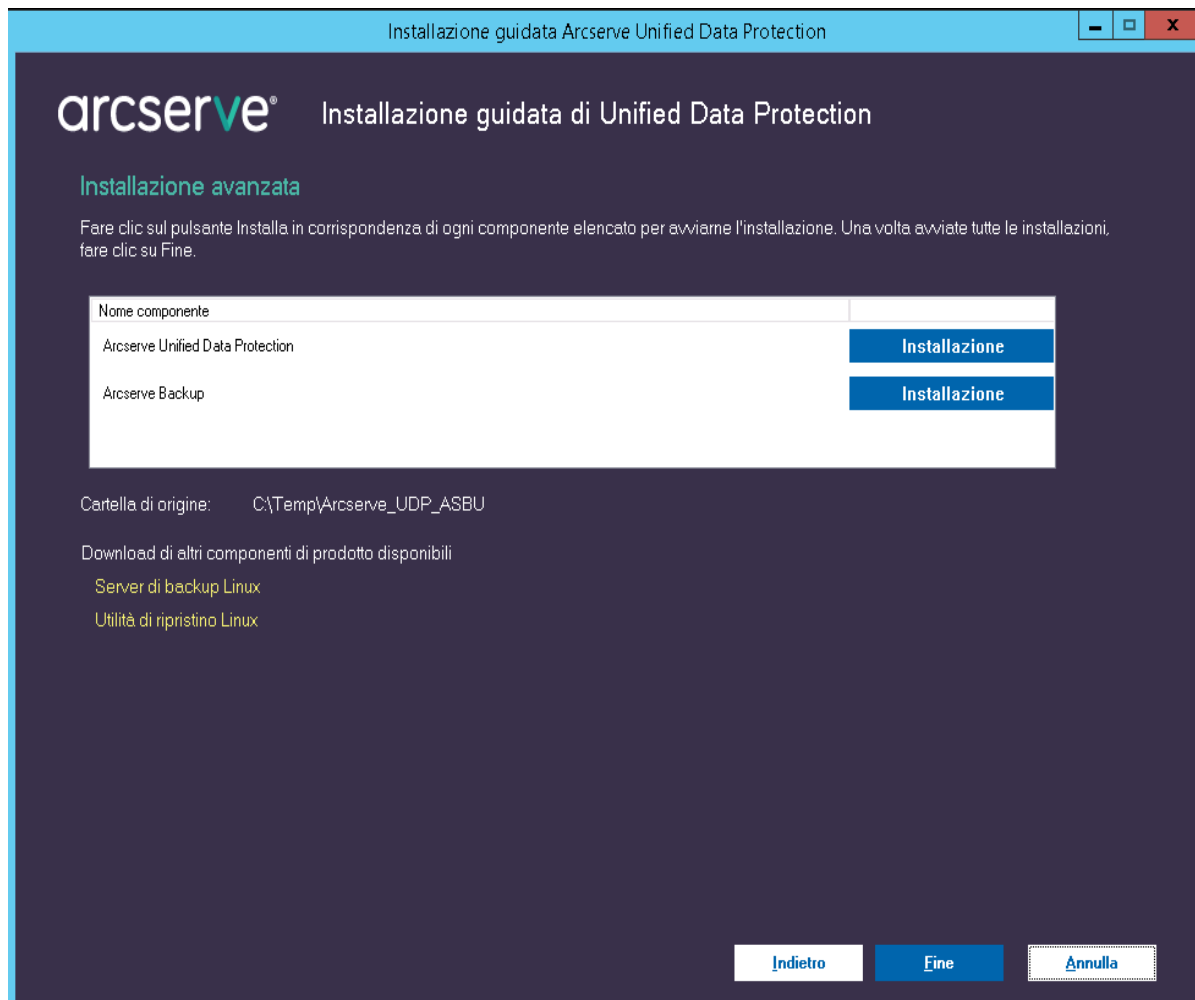 Installazione guidata Arcserve Unified Data Protection
x
arcserve® Installazione guidata di Unified Data Protection
Installazione avanzata
Fare clic sul pulsante Installa in corrispondenza di ogni componente elencato per avviarne l'installazione. Una volta avviate tutte le installazioni,
fare clic su Fine.
Nome componente
Arcserve Unified Data Protection Installazione
Arcserve Backup Installazione
Cartella di origine: C:\Temp\Arcserve_UDP_ASBU
Download di altri componenti di prodotto disponibili
Server di backup Linux
Utilità di ripristino Linux
Indietro Fine Annulla